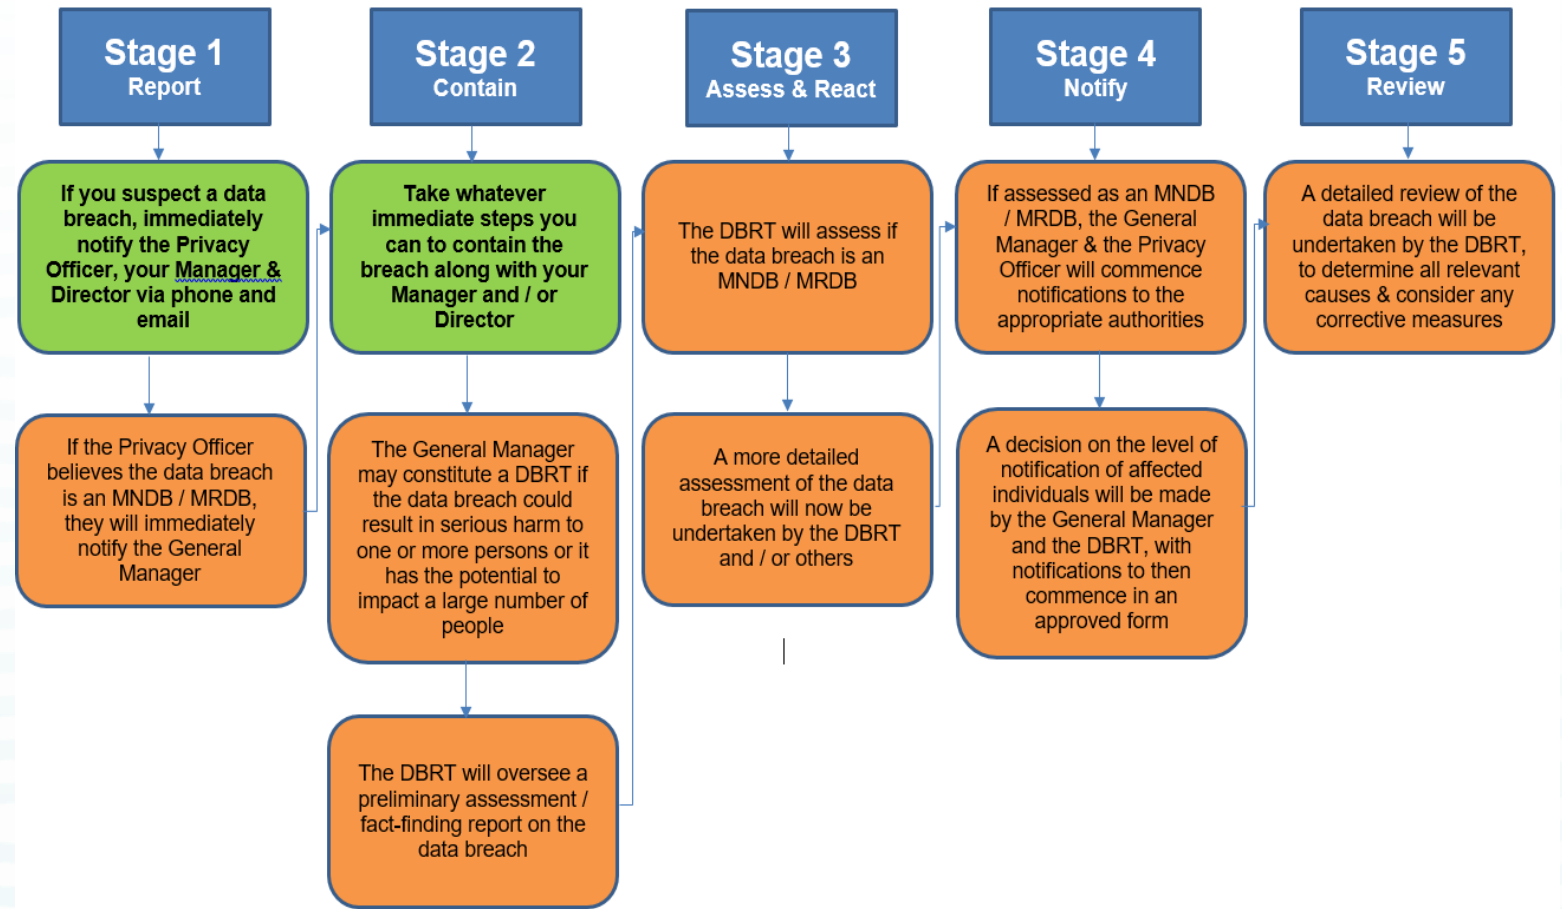 Stage 1
Report
If you suspect a data
breach, immediately
notify the Privacy
Officer, your Manager &
Director via phone and
email
If the Privacy Officer
believes the data breach
is an MNDB / MRDB,
they will immediately
notify the General
Manager
Stage 2
Contain
Take whatever
immediate steps you
can to contain the
breach along with your
Manager and / or
Director
The General Manager
may constitute a DBRT if
the data breach could
result in serious harm to
one or more persons or it
has the potential to
impact a large number of
people
The DBRT will oversee a
preliminary assessment /
fact-finding report on the
data breach
Stage 3
Assess & React
The DBRT will assess if
the data breach is an
MNDB / MRDB
A more detailed
assessment of the data
breach will now be
undertaken by the DBRT
and / or others
Stage 4
Notify
If assessed as an MNDB
/ MRDB, the General
Manager & the Privacy
Officer will commence
notifications to the
appropriate authorities
A decision on the level of
notification of affected
individuals will be made
by the General Manager
and the DBRT, with
notifications to then
commence in an
approved form
Stage 5
Review
A detailed review of the
data breach will be
undertaken by the DBRT,
to determine all relevant
causes & consider any
corrective measures